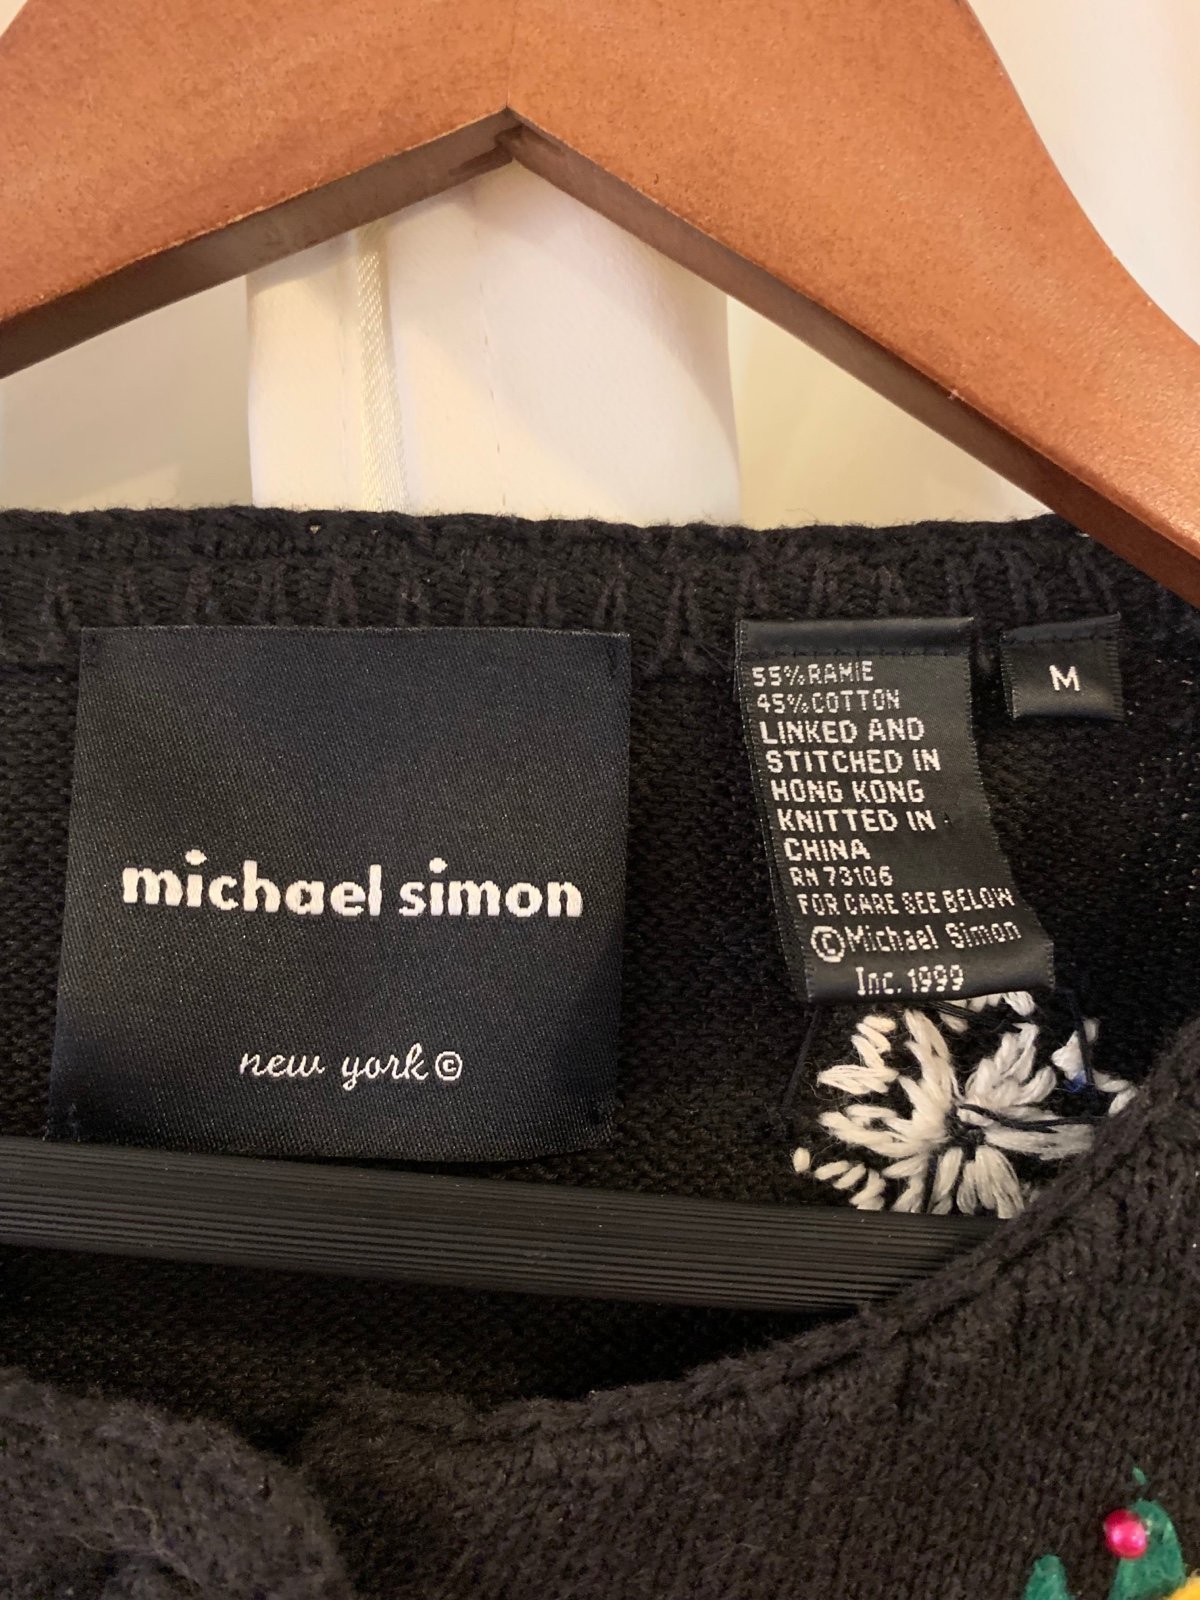 michael simon
new york©
55%RAMIE
45%COTTON
LINKED AND
STITCHED IN
HONG KONG
KNITTED IN
CHINA
RN 73106
FOR CARE SEE BELOW
©Michael Simon
Inc. 1999
M